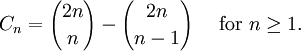 $C_n = \binom{2n}{n} - \binom{2n}{n-1} \quad \text{ for } n \geq 1.$